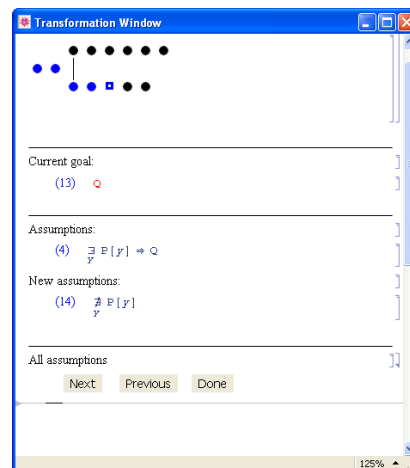 Transformation Window
Current goal:
(13) Q
Assumptions:
(4) ∃ P[y] ⇒ Q
y
New assumptions:
(14) ∄ P[y]
y
All assumptions
Next Previous Done
125%